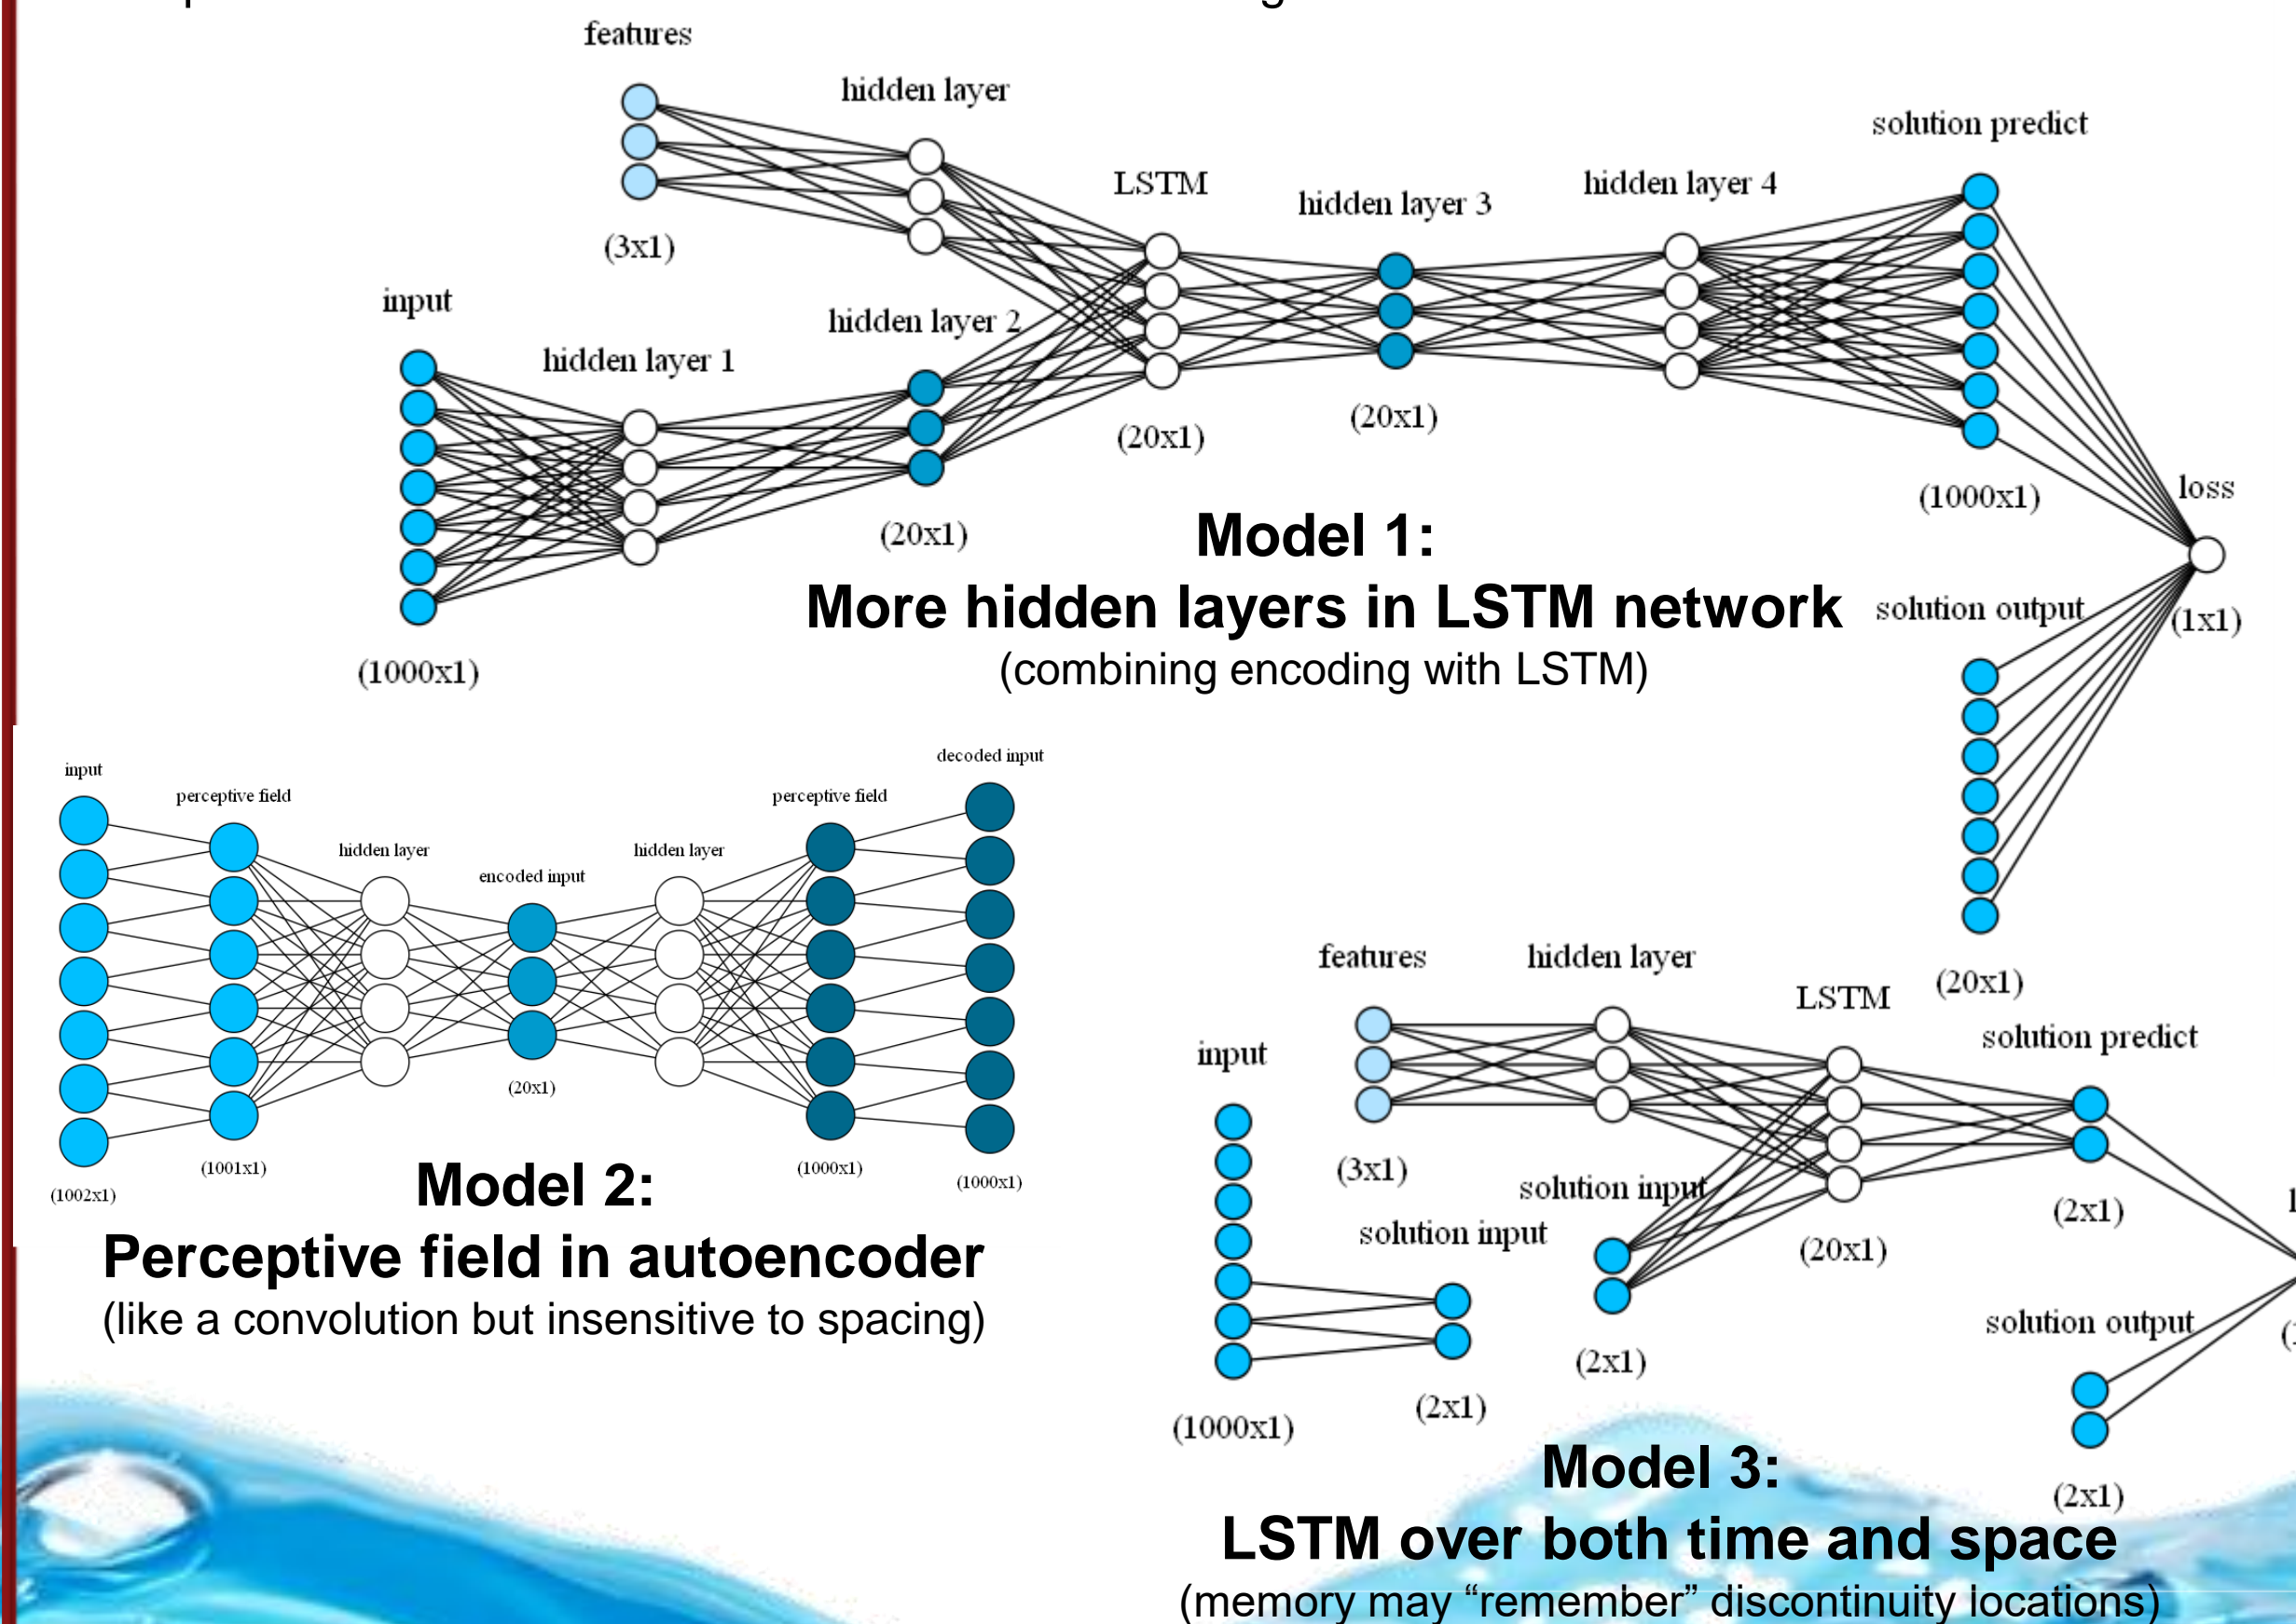 features
hidden layer
solution predict
LSTM
hidden layer 4
hidden layer 3
(3x1)
input
hidden layer 2
hidden layer 1
(20x1)
(20x1)
(20x1)
(1000x1)
loss
(1x1)
(1000x1)
Model 1:
More hidden layers in LSTM network
(combining encoding with LSTM)
solution output
(20x1)
input
perceptive field
hidden layer
encoded input
hidden layer
perceptive field
decoded input
(1002x1)
(1001x1)
(20x1)
(1000x1)
(1000x1)
Model 2:
Perceptive field in autoencoder
(like a convolution but insensitive to spacing)
features
hidden layer
LSTM
solution predict
input
(3x1)
solution input
solution input
(2x1)
(20x1)
solution output
(2x1)
(2x1)
(1000x1)
(2x1)
Model 3:
LSTM over both time and space
(memory may “remember” discontinuity locations)